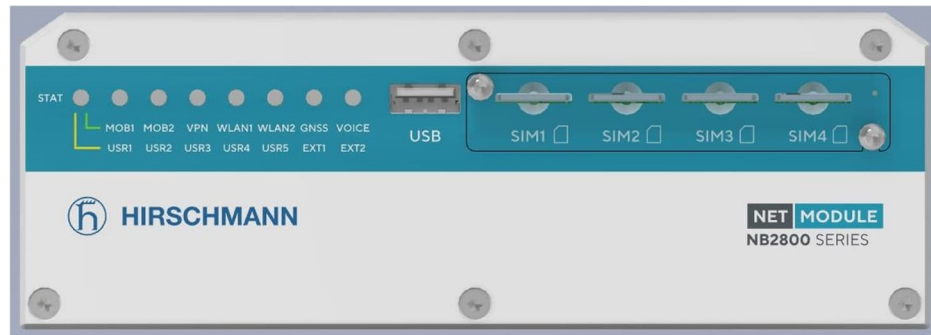 STAT
MOB1 MOB2 VPN WLAN1 WLAN2 GNSS VOICE
USR1 USR2 USR3 USR4 USR5 EXT1 EXT2
USB
SIM1 SIM2 SIM3 SIM4
HIRSCHMANN
NET MODULE
NB2800 SERIES